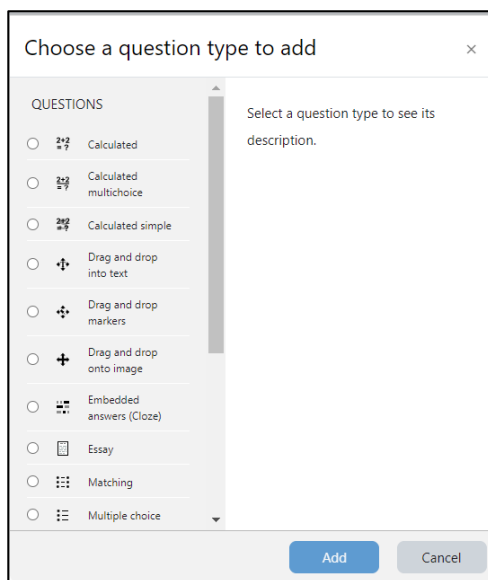 Choose a question type to add
×
QUESTIONS
Select a question type to see its
description.
2+2
= ?
Calculated
2+2
= ?
Calculated
multichoice
2+2
= ?
Calculated simple
Drag and drop
into text
Drag and drop
markers
Drag and drop
onto image
Embedded
answers (Cloze)
Essay
Matching
Multiple choice
Add
Cancel